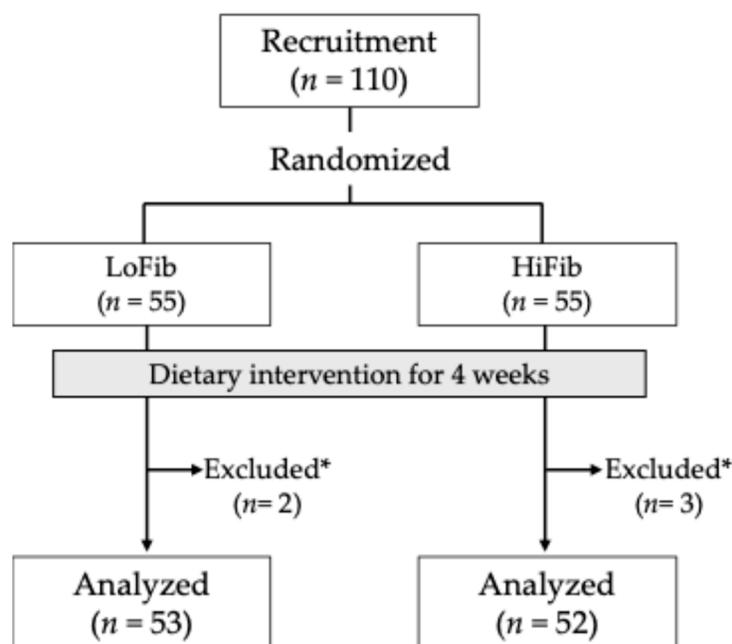 Recruitment
(n = 110)
Randomized
LoFib
(n = 55)
HiFib
(n = 55)
Dietary intervention for 4 weeks
Excluded*
(n= 2)
Excluded*
(n= 3)
Analyzed
(n = 53)
Analyzed
(n = 52)